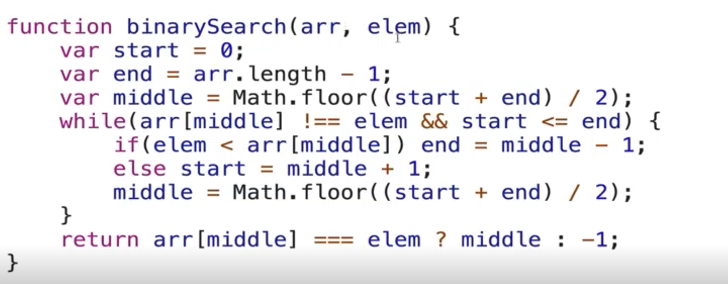 function binarySearch(arr, elem) {
    var start = 0;
    var end = arr.length - 1;
    var middle = Math.floor((start + end) / 2);
    while(arr[middle] !== elem && start <= end) {
        if(elem < arr[middle]) end = middle - 1;
        else start = middle + 1;
        middle = Math.floor((start + end) / 2);
    }
    return arr[middle] === elem ? middle : -1;
}